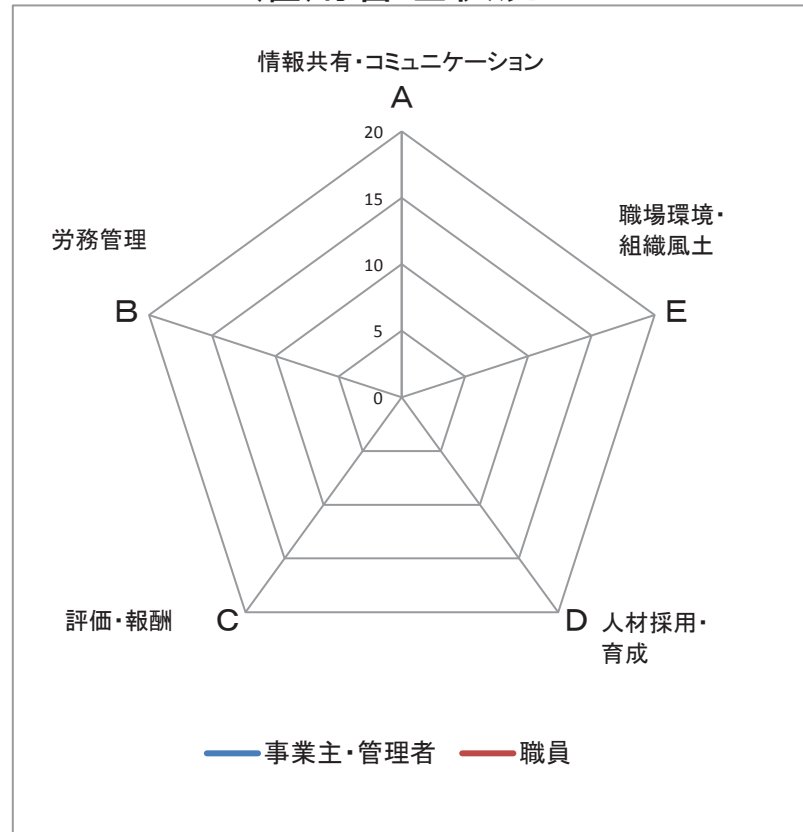 情報共有・コミュニケーション
A
20
15
10
5
0
職場環境・
組織風土
E
労務管理
B
評価・報酬
C
D
人材採用・
育成
事業主・管理者
職員